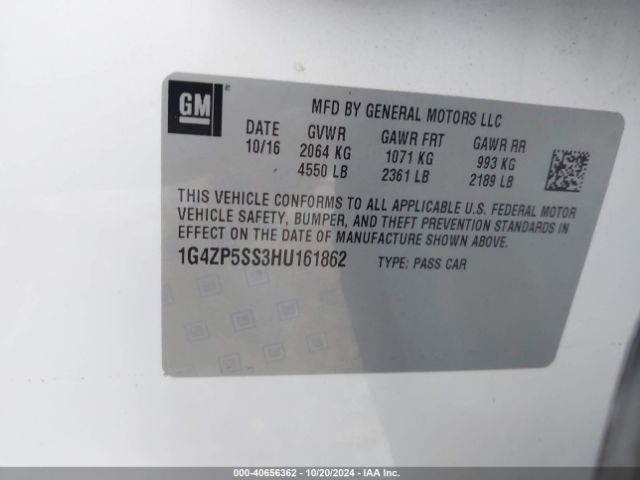 GM
MFD BY GENERAL MOTORS LLC
DATE GVWR GAWR FRT GAWR RR
10/16 2064 KG 1071 KG 993 KG
4550 LB 2361 LB 2189 LB
THIS VEHICLE CONFORMS TO ALL APPLICABLE U.S. FEDERAL MOTOR
VEHICLE SAFETY, BUMPER, AND THEFT PREVENTION STANDARDS IN
EFFECT ON THE DATE OF MANUFACTURE SHOWN ABOVE.
1G4ZP5SS3HU161862 TYPE: PASS CAR
000-40656362 - 10/20/2024 - IAA Inc.